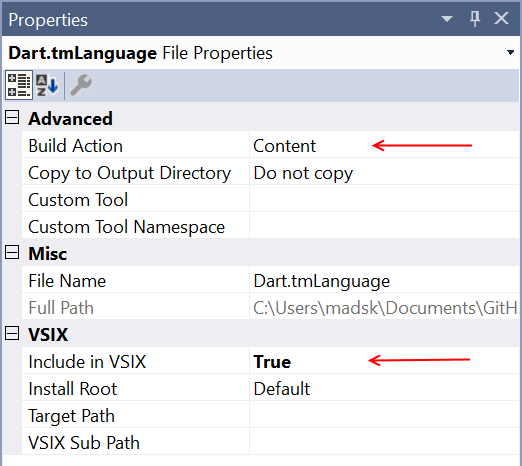 Properties
Dart.tmLanguage File Properties
Advanced
Build Action Content
Copy to Output Directory Do not copy
Custom Tool
Custom Tool Namespace
Misc
File Name Dart.tmLanguage
Full Path C:\Users\madsk\Documents\GitH
VSIX
Include in VSIX True
Install Root Default
Target Path
VSIX Sub Path